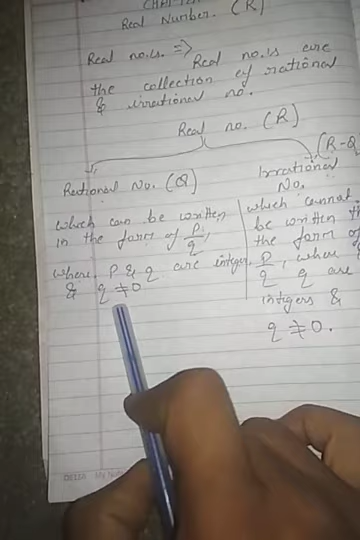 Real Number. (R)
Real no.is. => Real no.is are
the collection of rational
& irrational no.
Real no. (R)
(R-Q
Rational No. (Q)
which can be written
in the form of P/q,
where, P & q are integer,
& q ≠ 0
Irrational
No.
which cannot
be written
the form of
P/q, where
q are
integers &
q ≠ 0.